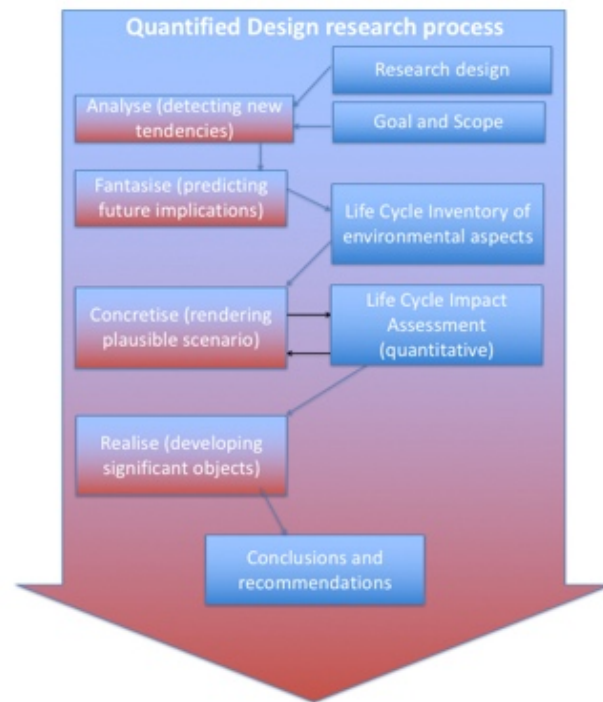 Quantified Design research process
Research design
Analyse (detecting new
tendencies)
Goal and Scope
Fantasise (predicting
future implications)
Life Cycle Inventory of
environmental aspects
Concretise (rendering
plausible scenario)
Life Cycle Impact
Assessment
(quantitative)
Realise (developing
significant objects)
Conclusions and
recommendations